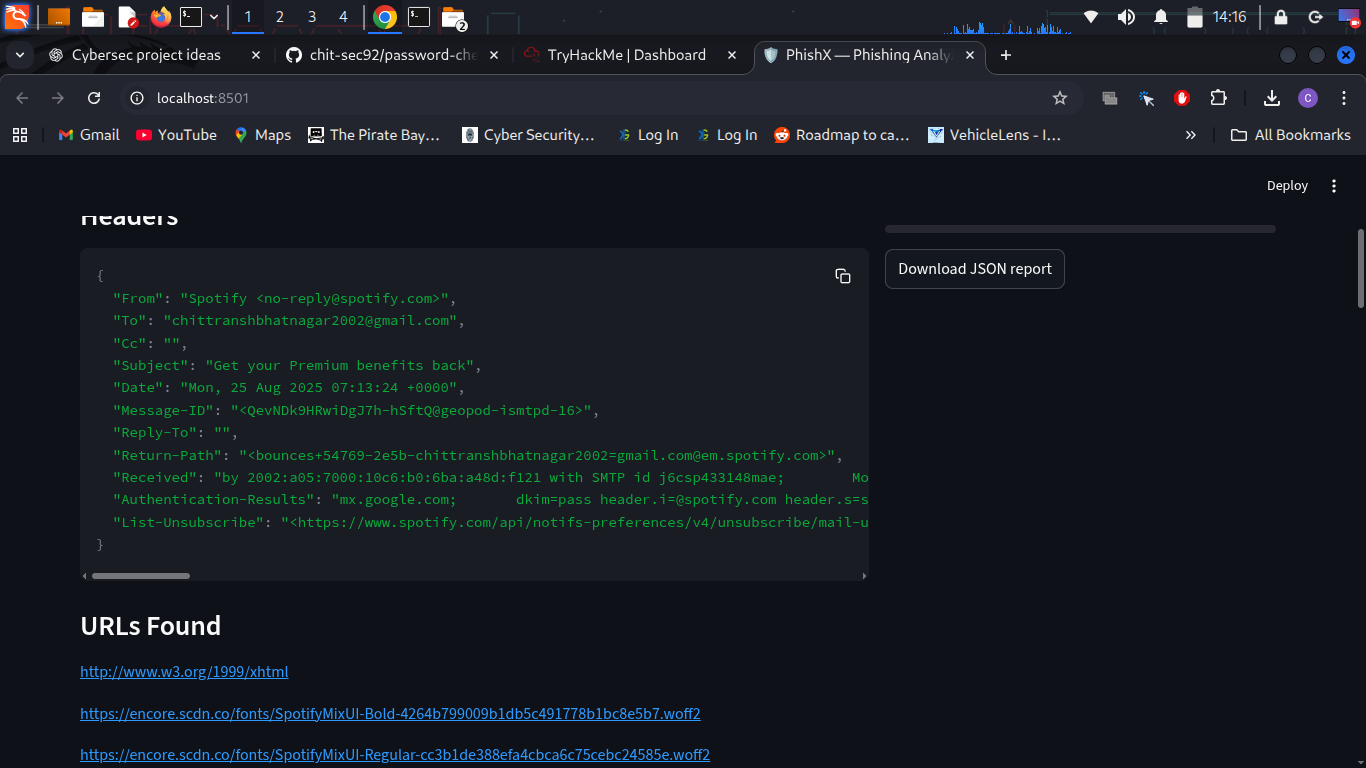 1 2 3 4 2 14:16
Cybersec project ideas chit-sec92/password-che TryHackMe | Dashboard PhishX — Phishing Analy
localhost:8501 C
Gmail YouTube Maps The Pirate Bay… Cyber Security… Log In Log In Roadmap to ca… VehicleLens - I… » All Bookmarks
Deploy
Headers
Download JSON report
{
"From": "Spotify <no-reply@spotify.com>",
"To": "chittranshbhatnagar2002@gmail.com",
"Cc": "",
"Subject": "Get your Premium benefits back",
"Date": "Mon, 25 Aug 2025 07:13:24 +0000",
"Message-ID": "<QevNDk9HRwiDgJ7h-hSftQ@geopod-ismtpd-16>",
"Reply-To": "",
"Return-Path": "<bounces+54769-2e5b-chittranshbhatnagar2002=gmail.com@em.spotify.com>",
"Received": "by 2002:a05:7000:10c6:b0:6ba:a48d:f121 with SMTP id j6csp433148mae; Mo
"Authentication-Results": "mx.google.com; dkim=pass header.i=@spotify.com header.s=s
"List-Unsubscribe": "<https://www.spotify.com/api/notifs-preferences/v4/unsubscribe/mail-u
}
URLs Found
http://www.w3.org/1999/xhtml
https://encore.scdn.co/fonts/SpotifyMixUI-Bold-4264b799009b1db5c491778b1bc8e5b7.woff2
https://encore.scdn.co/fonts/SpotifyMixUI-Regular-cc3b1de388efa4cbca6c75cebc24585e.woff2